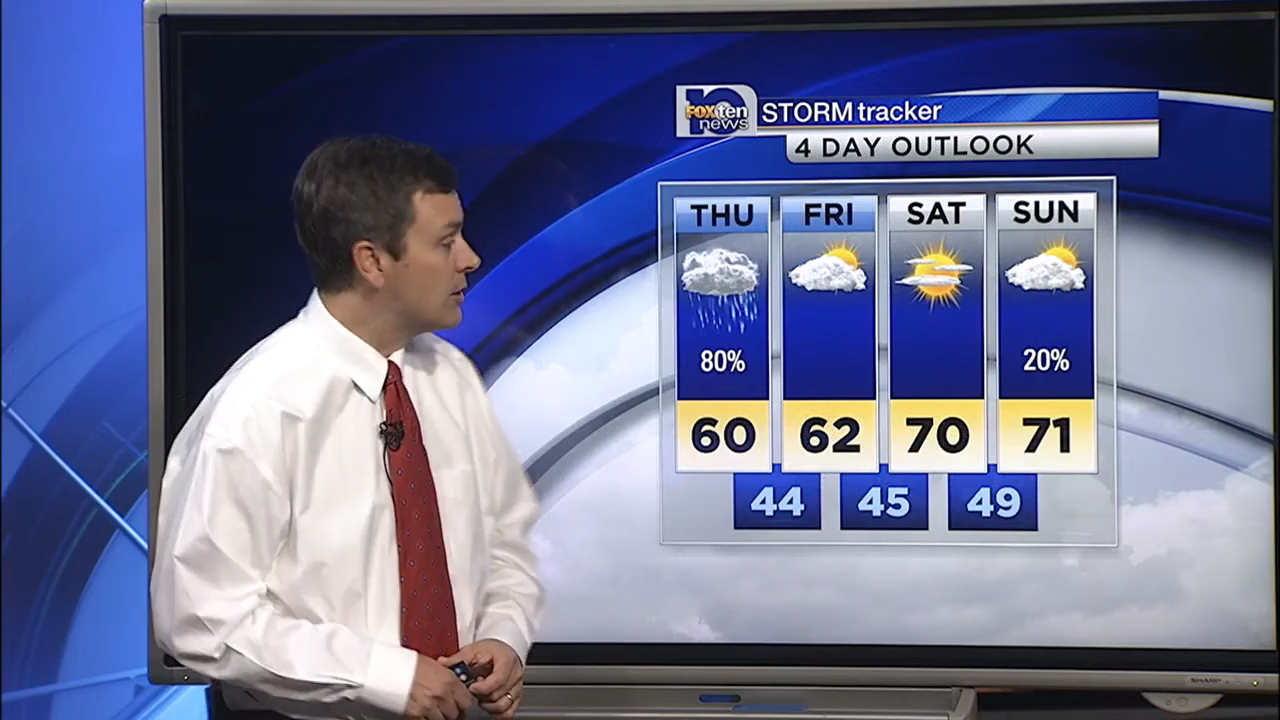 10
FOX ten
news
STORM tracker
4 DAY OUTLOOK
THU FRI SAT SUN
80% 20%
60 62 70 71
44 45 49
SHARP